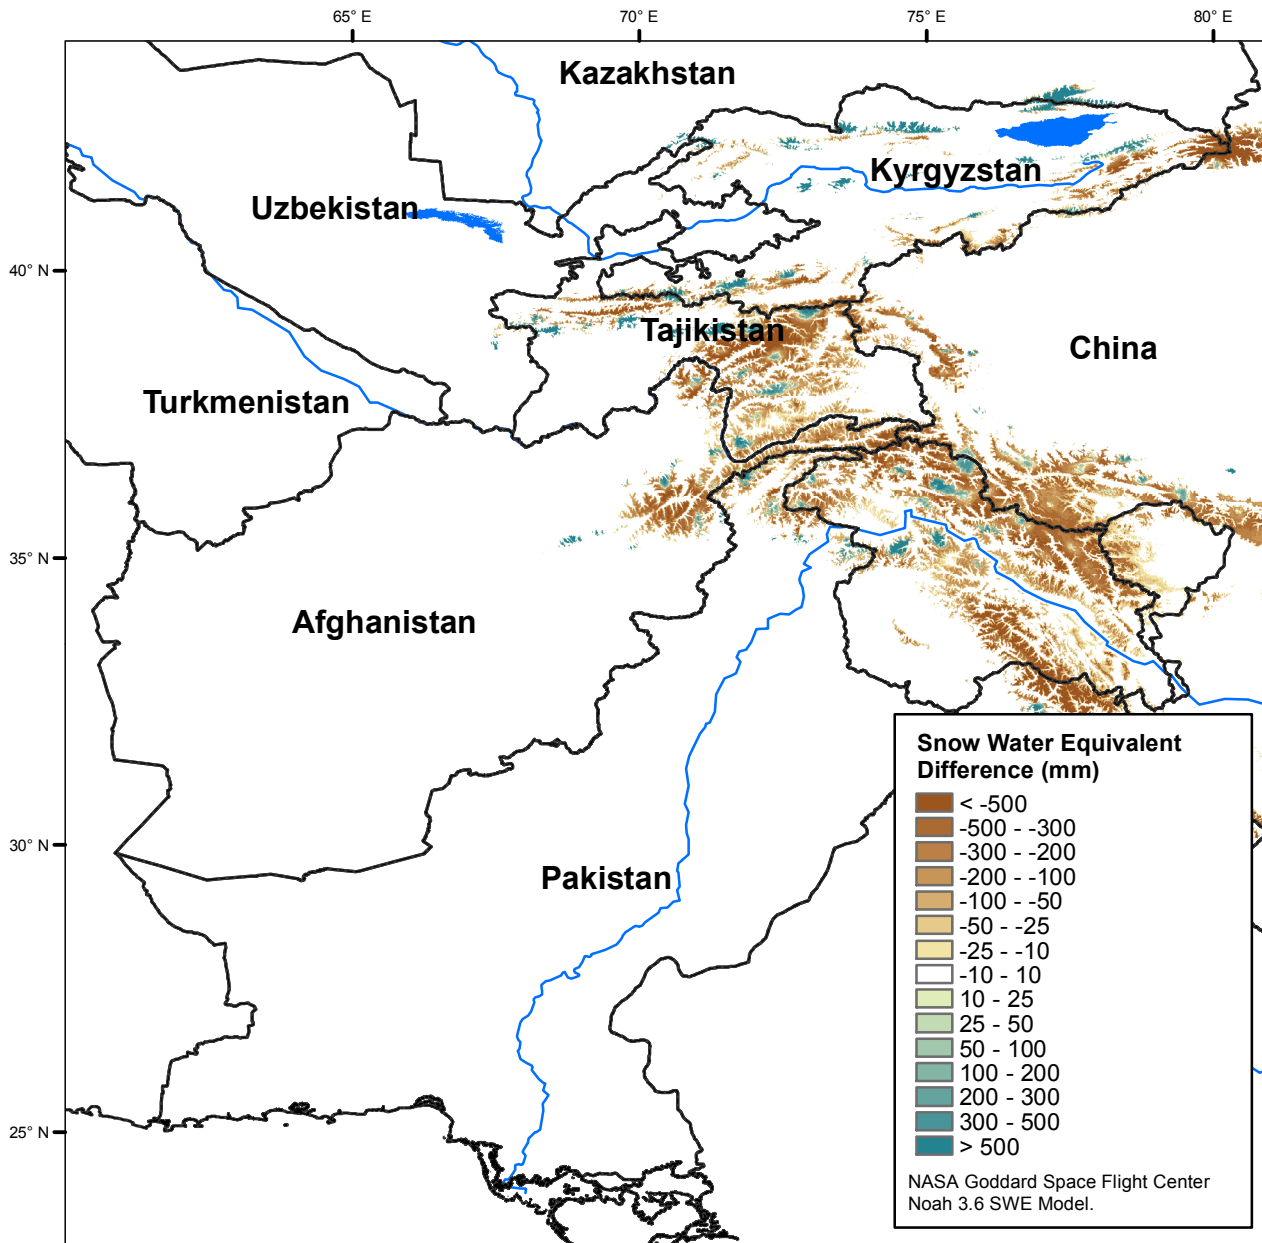 65° E
70° E
75° E
80° E
Kazakhstan
Kyrgyzstan
Uzbekistan
40° N
Tajikistan
China
Turkmenistan
35° N
Afghanistan
Snow Water Equivalent
Difference (mm)
< -500
-500 - -300
-300 - -200
-200 - -100
-100 - -50
-50 - -25
-25 - -10
-10 - 10
10 - 25
25 - 50
50 - 100
100 - 200
200 - 300
300 - 500
> 500
NASA Goddard Space Flight Center
Noah 3.6 SWE Model.
30° N
Pakistan
25° N